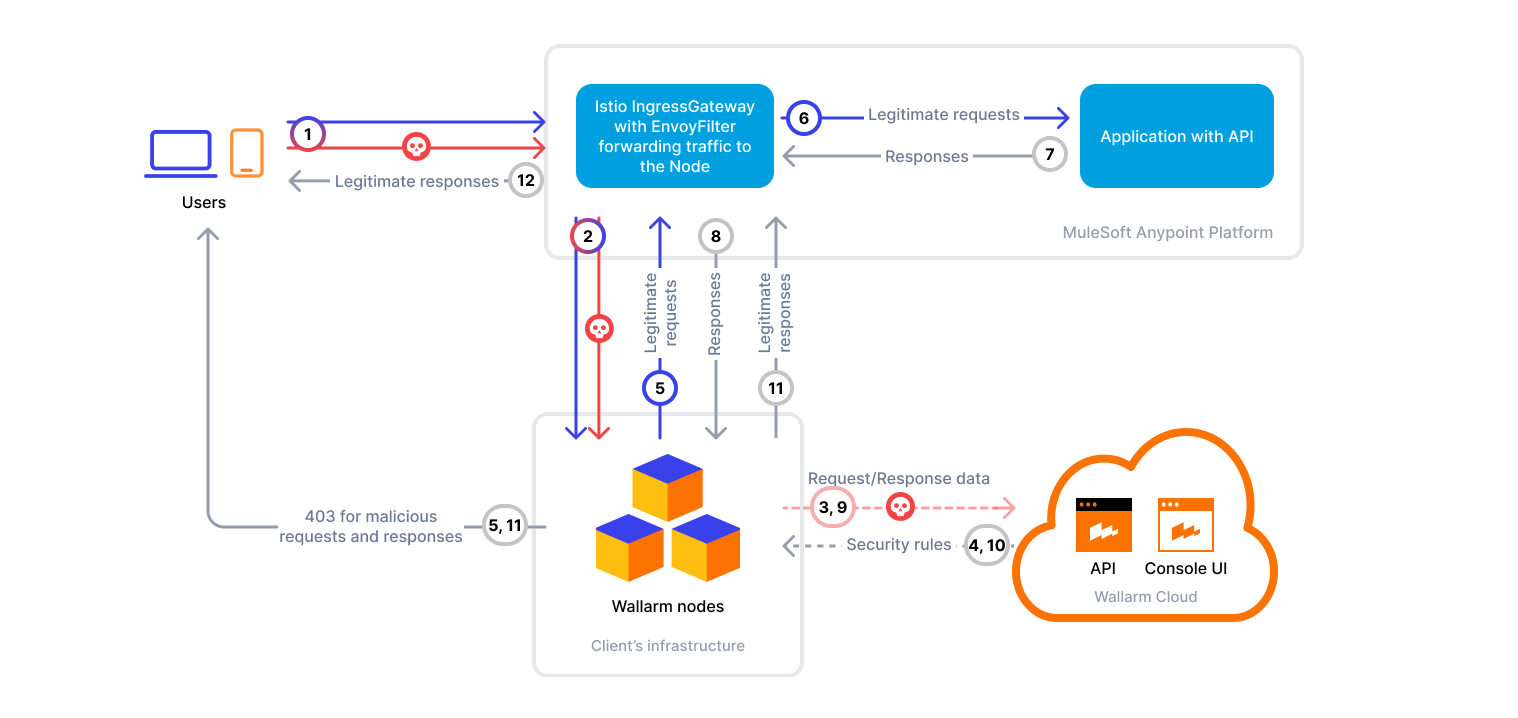 Istio IngressGateway
with EnvoyFilter
forwarding traffic to
the Node
6
Legitimate requests
Application with API
Responses
7
1
Legitimate responses
12
Users
MuleSoft Anypoint Platform
2
8
Legitimate
requests
Responses
Legitimate
responses
5
11
Request/Response data
3, 9
403 for malicious
requests and responses
5, 11
Security rules
4, 10
API
Console UI
Wallarm Cloud
Wallarm nodes
Client’s infrastructure